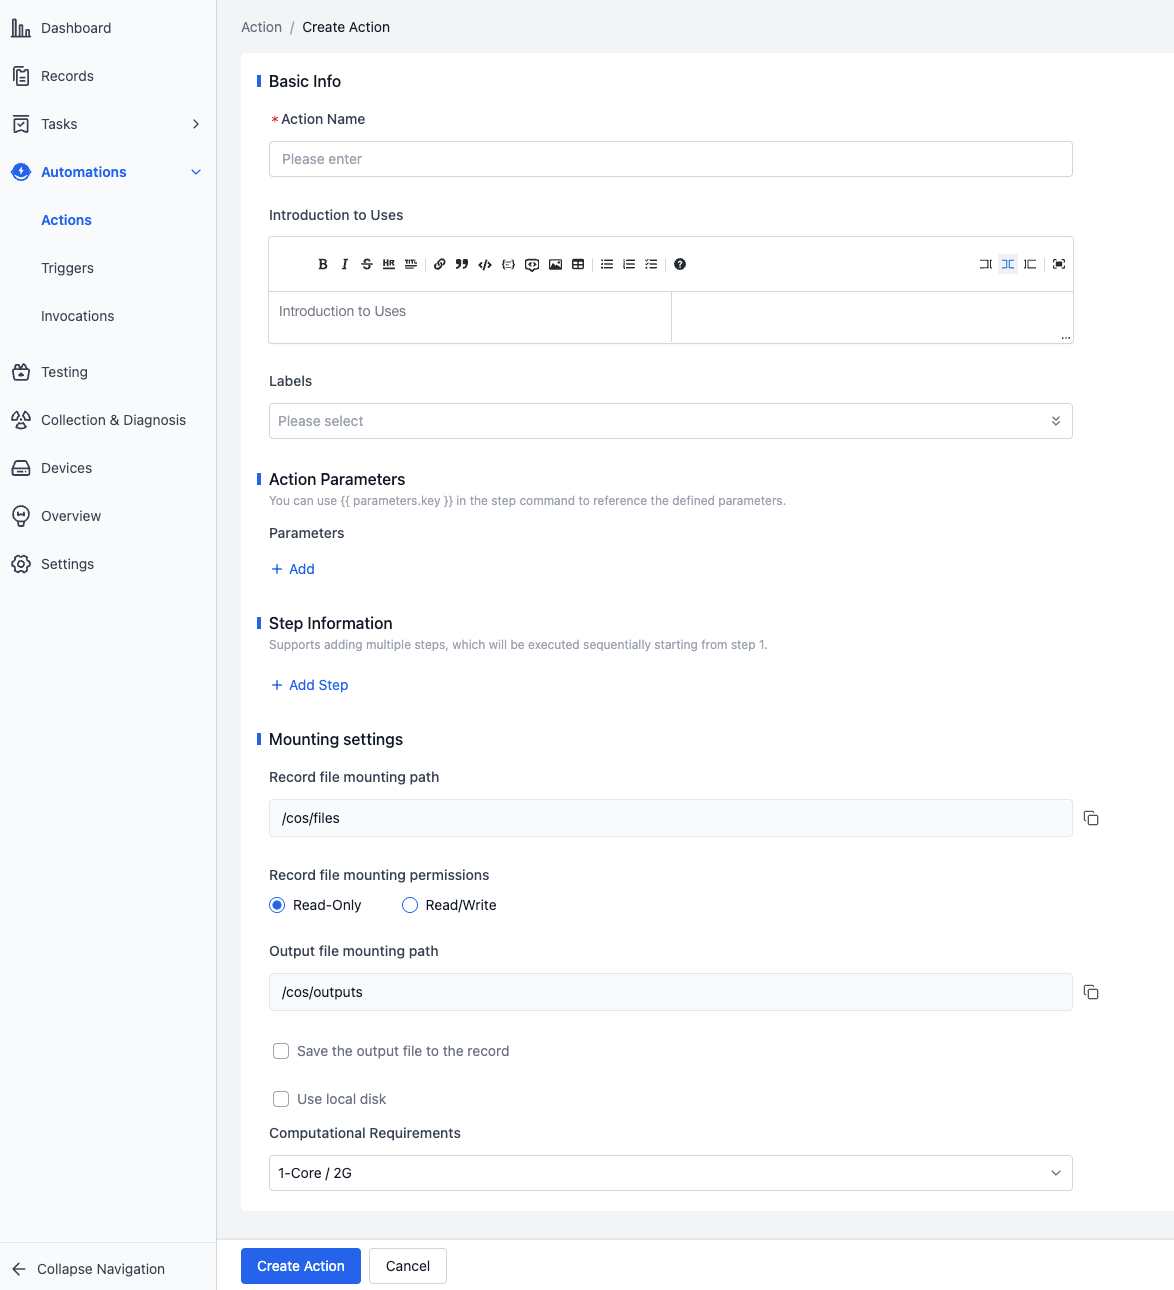 Dashboard
Records
Tasks
Automations
Actions
Triggers
Invocations
Testing
Collection & Diagnosis
Devices
Overview
Settings
Collapse Navigation
Action / Create Action
Basic Info
* Action Name
Please enter
Introduction to Uses
B I S HR TITL
Introduction to Uses
...
Labels
Please select
Action Parameters
You can use {{ parameters.key }} in the step command to reference the defined parameters.
Parameters
+ Add
Step Information
Supports adding multiple steps, which will be executed sequentially starting from step 1.
+ Add Step
Mounting settings
Record file mounting path
/cos/files
Record file mounting permissions
Read-Only Read/Write
Output file mounting path
/cos/outputs
Save the output file to the record
Use local disk
Computational Requirements
1-Core / 2G
Create Action Cancel